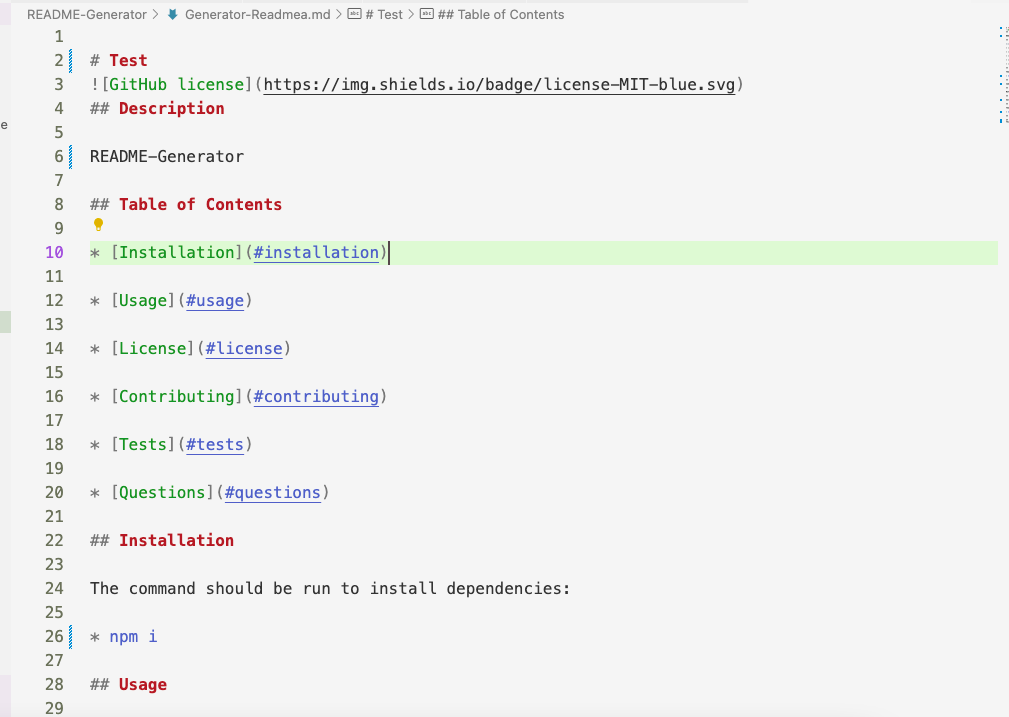 README-Generator > Generator-Readmea.md > # Test > ## Table of Contents
1
2 # Test
3 ![GitHub license](https://img.shields.io/badge/license-MIT-blue.svg)
4 ## Description
5
6 README-Generator
7
8 ## Table of Contents
9
10 * [Installation](#installation)
11
12 * [Usage](#usage)
13
14 * [License](#license)
15
16 * [Contributing](#contributing)
17
18 * [Tests](#tests)
19
20 * [Questions](#questions)
21
22 ## Installation
23
e
24 The command should be run to install dependencies:
25
26 * npm i
27
28 ## Usage
29